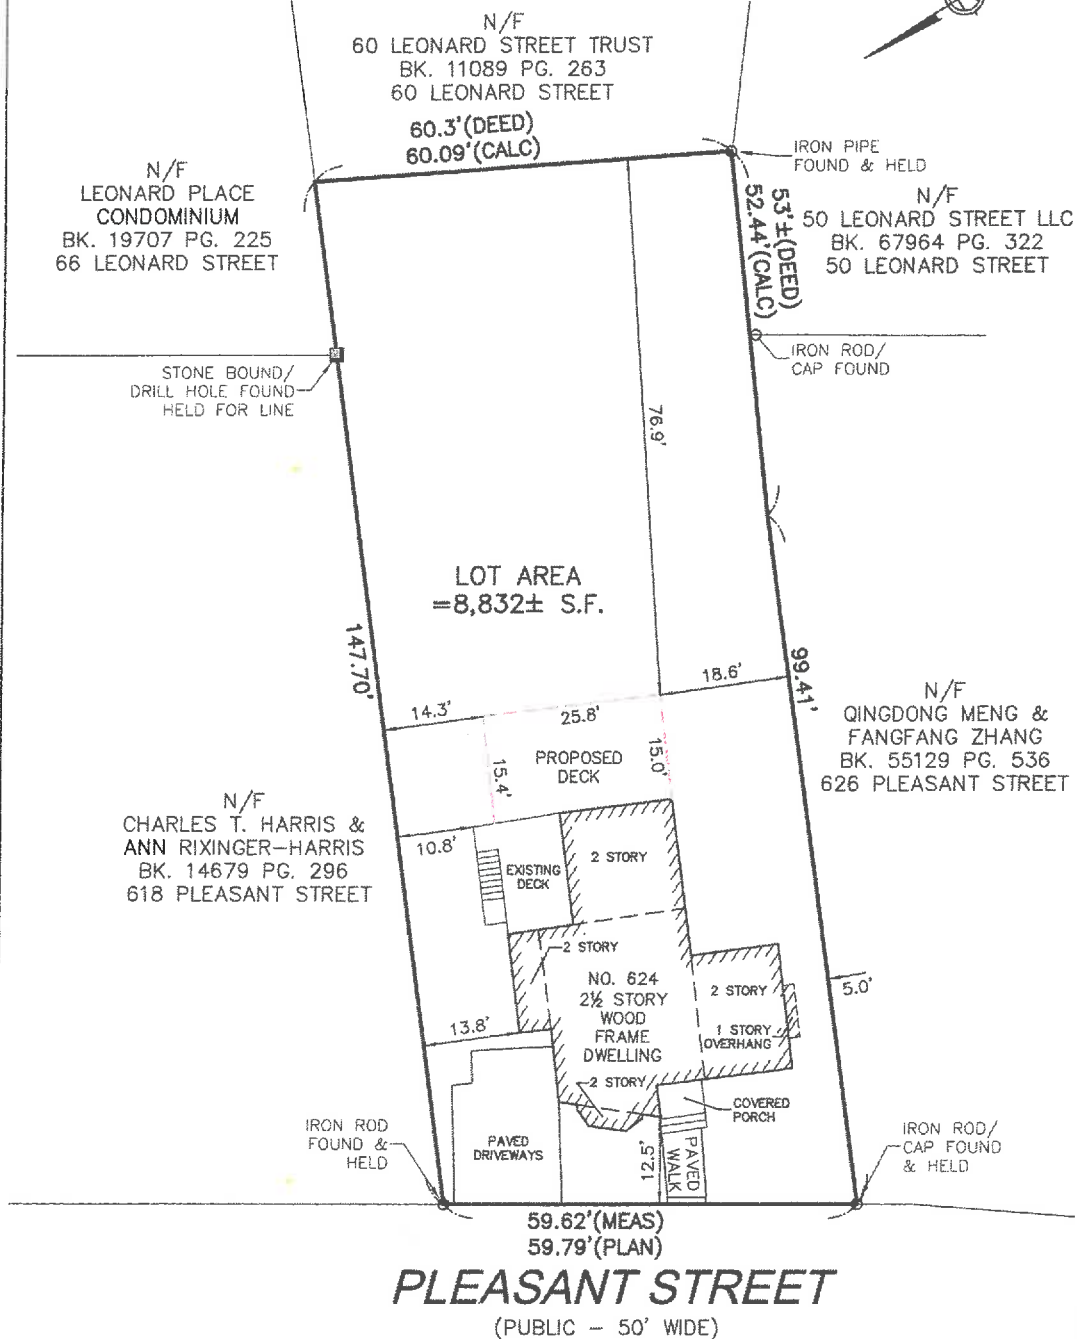 N/F
60 LEONARD STREET TRUST
BK. 11089 PG. 263
60 LEONARD STREET
60.3'(DEED)
60.09'(CALC)
IRON PIPE
FOUND & HELD
N/F
LEONARD PLACE
CONDOMINIUM
BK. 19707 PG. 225
66 LEONARD STREET
53'±(DEED)
52.44'(CALC)
N/F
50 LEONARD STREET LLC
BK. 67964 PG. 322
50 LEONARD STREET
STONE BOUND/
DRILL HOLE FOUND
HELD FOR LINE
IRON ROD/
CAP FOUND
76.9'
LOT AREA
=8,832± S.F.
147.70'
99.41'
14.3'
25.8'
18.6'
15.4'
PROPOSED
DECK
15.0'
N/F
QINGDONG MENG &
FANGFANG ZHANG
BK. 55129 PG. 536
626 PLEASANT STREET
N/F
CHARLES T. HARRIS &
ANN RIXINGER-HARRIS
BK. 14679 PG. 296
618 PLEASANT STREET
10.8'
EXISTING
DECK
2 STORY
2 STORY
NO. 624
2½ STORY
WOOD
FRAME
DWELLING
2 STORY
1 STORY
OVERHANG
5.0'
13.8'
2 STORY
COVERED
PORCH
IRON ROD
FOUND &
HELD
PAVED
DRIVEWAYS
12.5'
PAVED
WALK
IRON ROD/
CAP FOUND
& HELD
59.62'(MEAS)
59.79'(PLAN)
PLEASANT STREET
(PUBLIC - 50' WIDE)